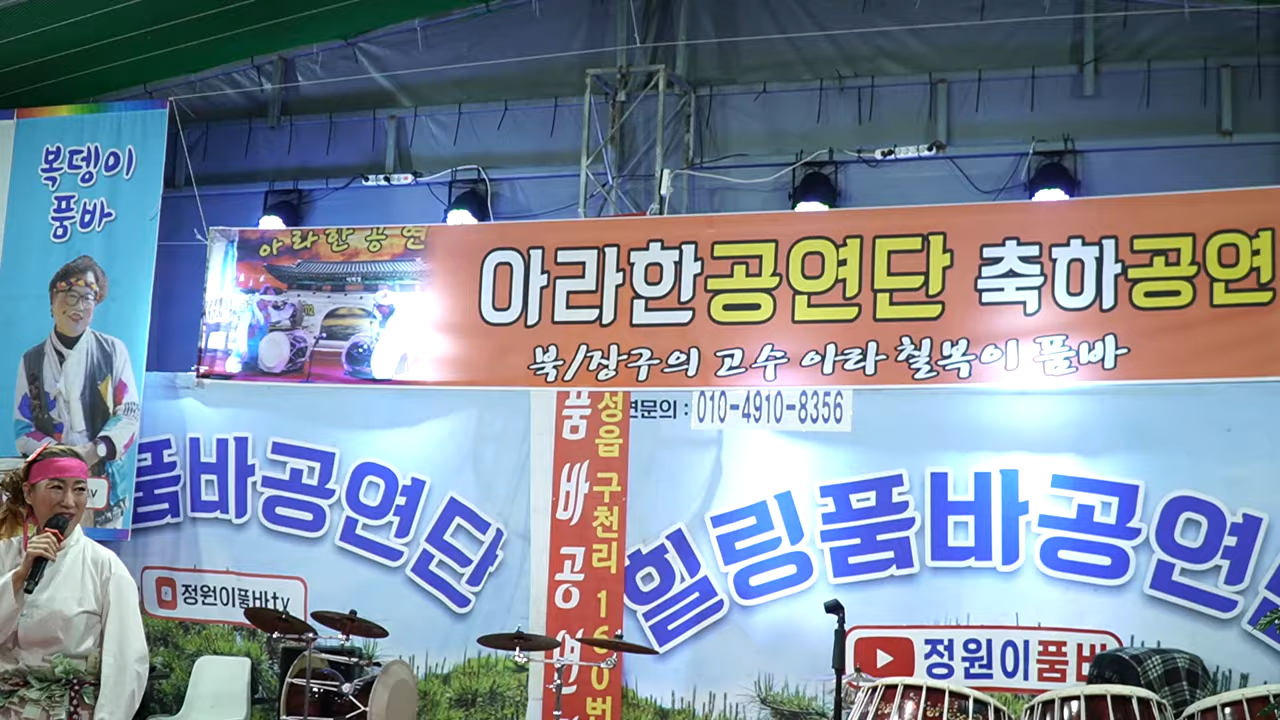 복뎅이
품바
아라한공연
아라한공연단 축하공연
북/장구의 고수 아라 철복이 품바
연문의 : 010-4910-8356
품바공연단
정원이품바tv
품바공연
성읍 구천리 160번
힐링품바공연
정원이품바